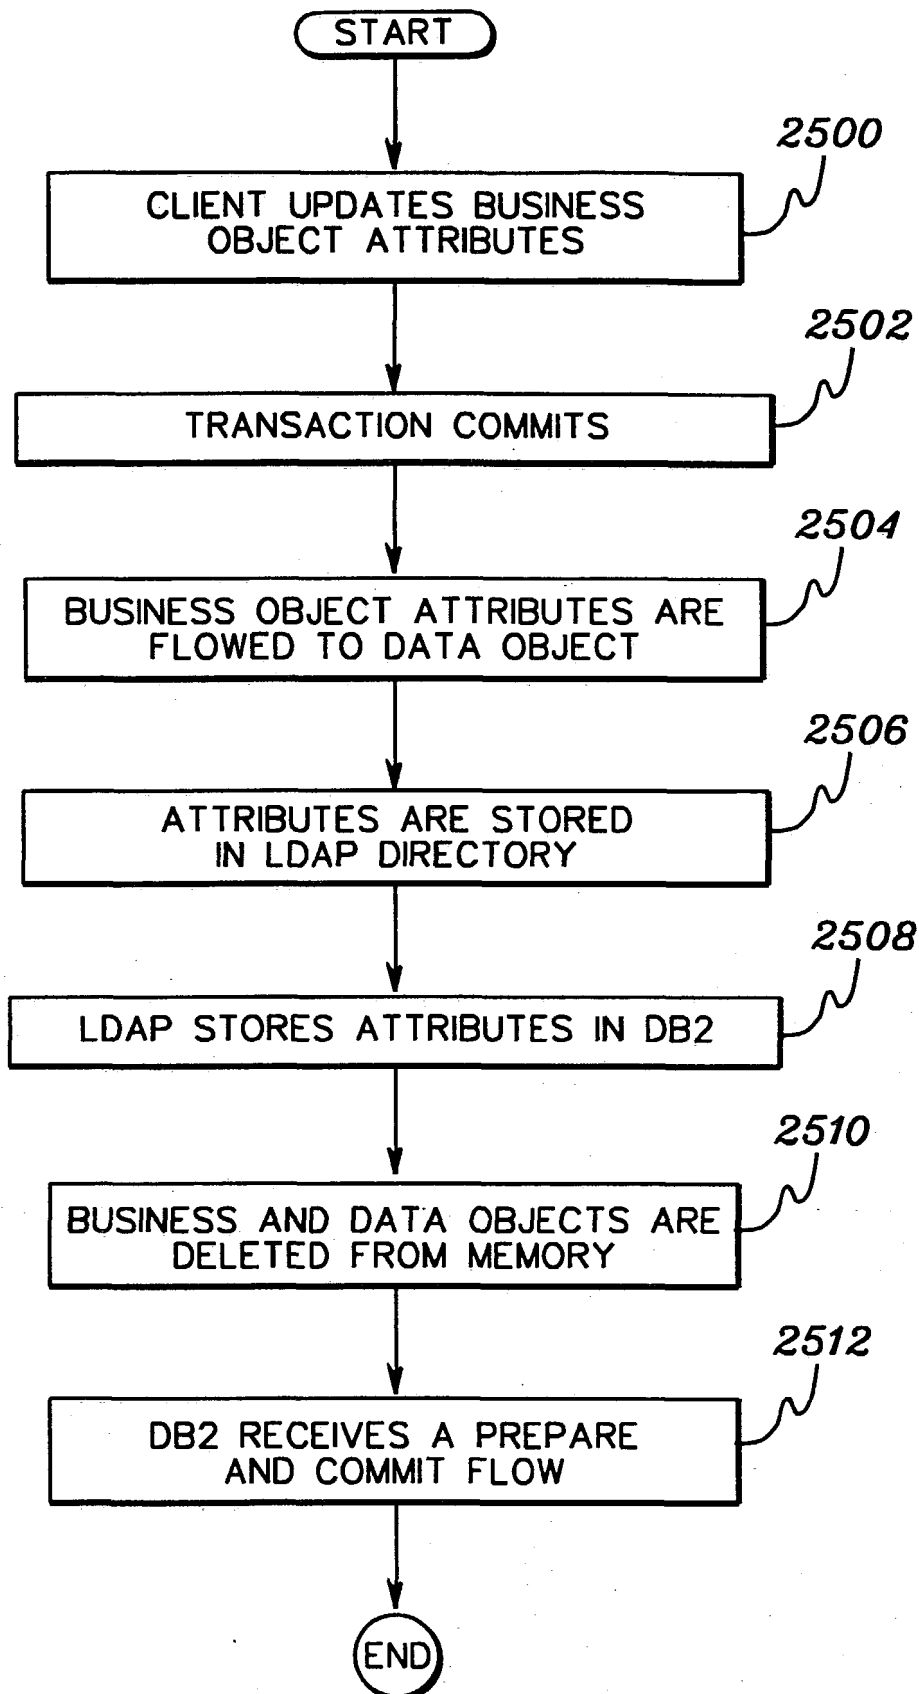 START
2500
CLIENT UPDATES BUSINESS
OBJECT ATTRIBUTES
2502
TRANSACTION COMMITS
2504
BUSINESS OBJECT ATTRIBUTES ARE
FLOWED TO DATA OBJECT
2506
ATTRIBUTES ARE STORED
IN LDAP DIRECTORY
2508
LDAP STORES ATTRIBUTES IN DB2
2510
BUSINESS AND DATA OBJECTS ARE
DELETED FROM MEMORY
2512
DB2 RECEIVES A PREPARE
AND COMMIT FLOW
END